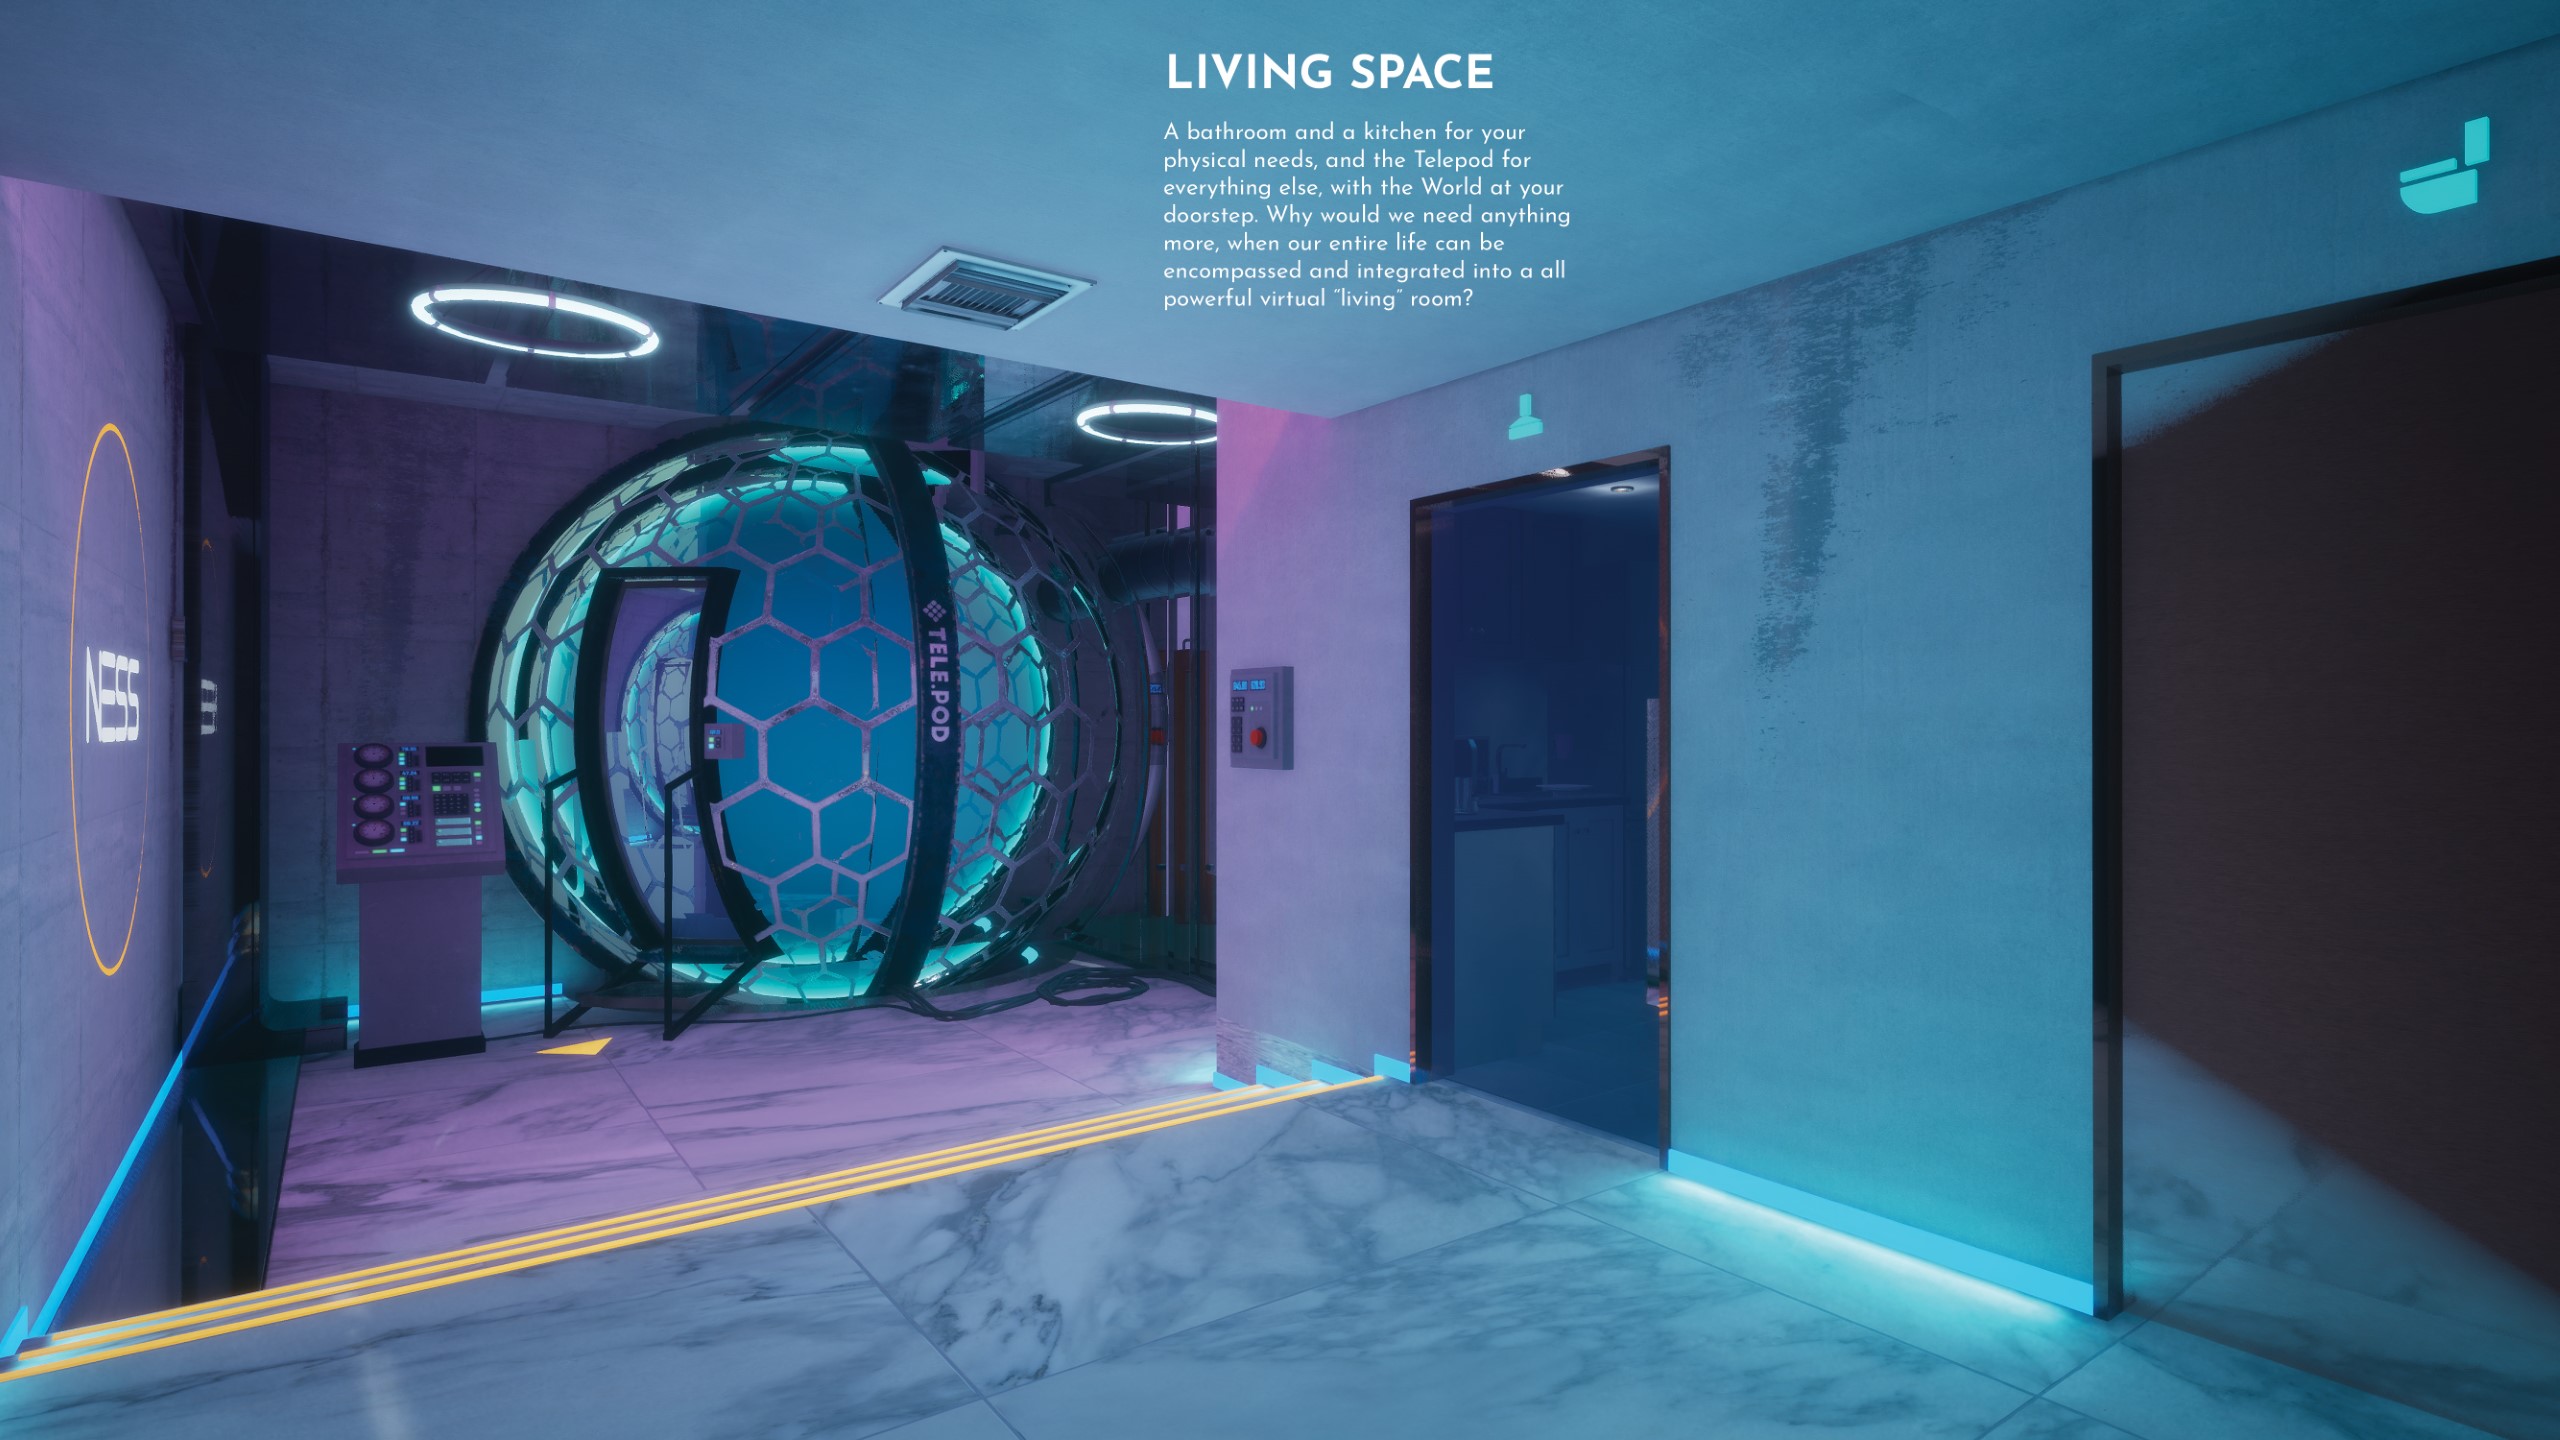 LIVING SPACE
A bathroom and a kitchen for your
physical needs, and the Telepod for
everything else, with the World at your
doorstep. Why would we need anything
more, when our entire life can be
encompassed and integrated into a all
powerful virtual "living" room?
NESS
TELE.POD